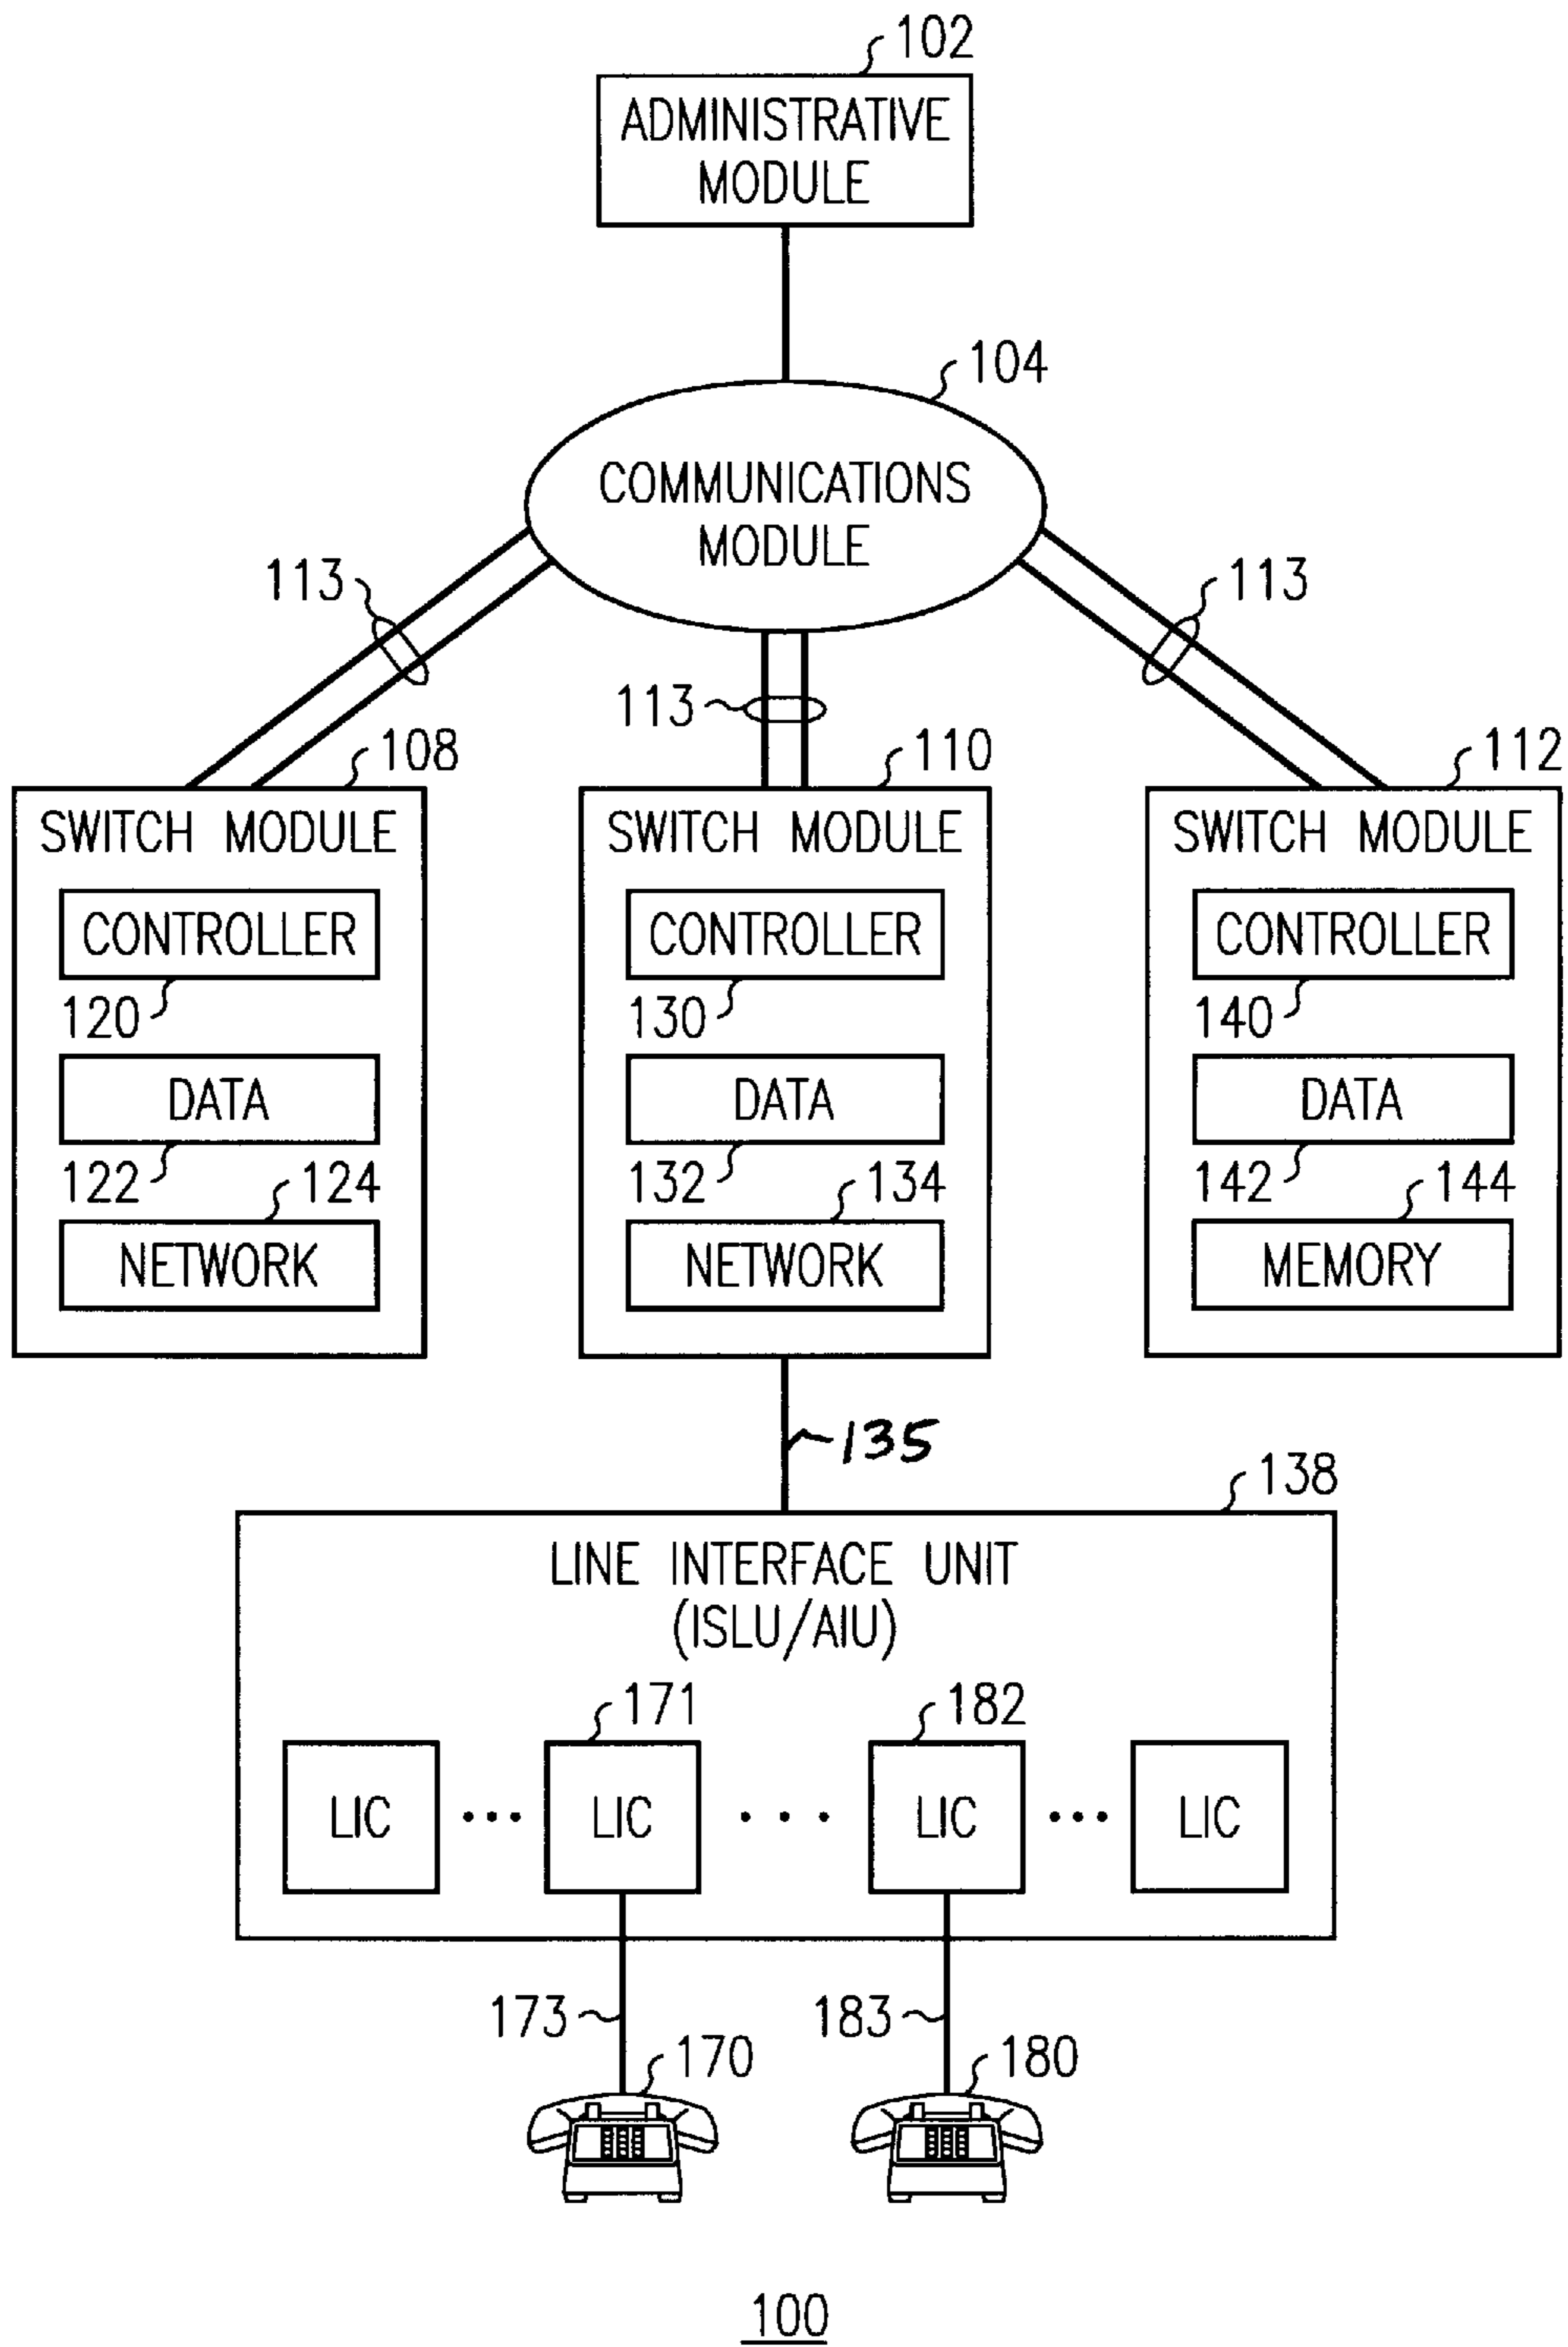 102
ADMINISTRATIVE
MODULE
104
COMMUNICATIONS
MODULE
113
113
113
108
110
112
SWITCH MODULE
SWITCH MODULE
SWITCH MODULE
CONTROLLER
CONTROLLER
CONTROLLER
120
130
140
DATA
DATA
DATA
122
124
132
134
142
144
NETWORK
NETWORK
MEMORY
135
138
LINE INTERFACE UNIT
(ISLU/AIU)
171
182
LIC
LIC
LIC
LIC
173
183
170
180
100